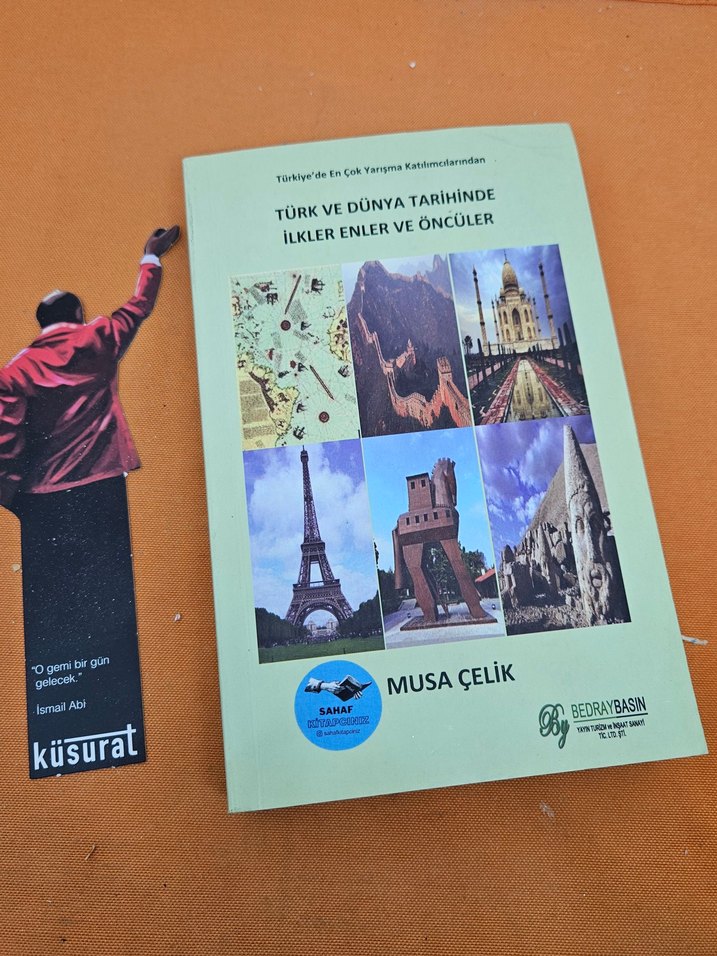 Türkiye'de En Çok Yarışma Katılımcılarından
TÜRK VE DÜNYA TARİHİNDE
İLKLER ENLER VE ÖNCÜLER
MUSA ÇELİK
SAHAF
KİTAPCINIZ
sahafkitapciniz
By
BEDRAYBASIN
YAYIN TURİZM ve İNŞAAT SANAYİ
TİC. LTD. ŞTİ.
"O gemi bir gün
gelecek."
İsmail Abi
küsurat